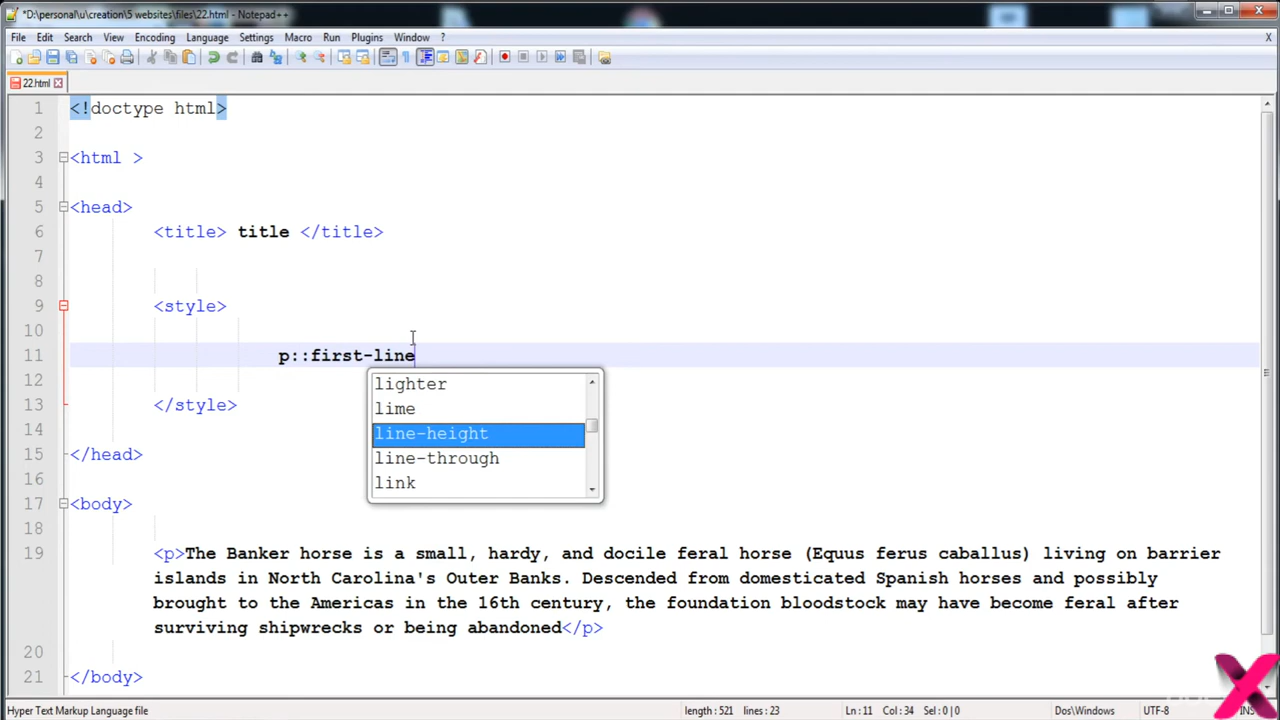 *D:\personal\u\creation\5 websites\files\22.html - Notepad++
File Edit Search View Encoding Language Settings Macro Run Plugins Window ? X
22.html
1 <!doctype html>
2
3 <html >
4
5 <head>
6 <title> title </title>
7
8
9 <style>
10
11 p::first-line
12
lighter
lime
line-height
line-through
link
13 </style>
14
15 </head>
16
17 <body>
18
19 <p>The Banker horse is a small, hardy, and docile feral horse (Equus ferus caballus) living on barrier
islands in North Carolina's Outer Banks. Descended from domesticated Spanish horses and possibly
brought to the Americas in the 16th century, the foundation bloodstock may have become feral after
surviving shipwrecks or being abandoned</p>
20
21 </body>
Hyper Text Markup Language file length : 521 lines : 23 Ln : 11 Col : 34 Sel : 0 | 0 Dos\Windows UTF-8 INS